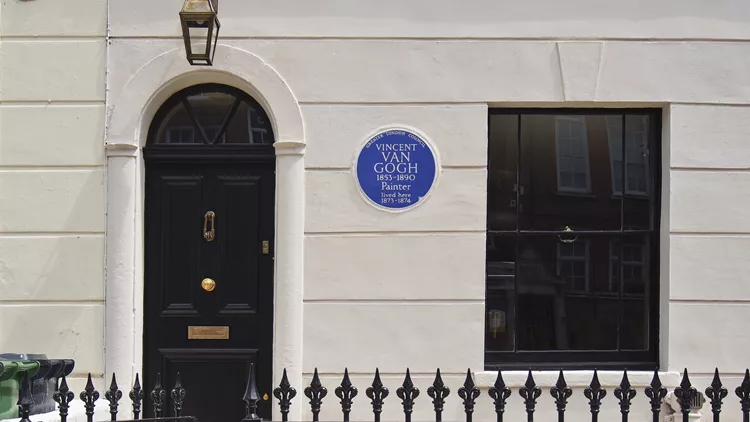 GREATER LONDON COUNCIL
VINCENT
VAN
GOGH
1853-1890
Painter
lived here
1873-1874